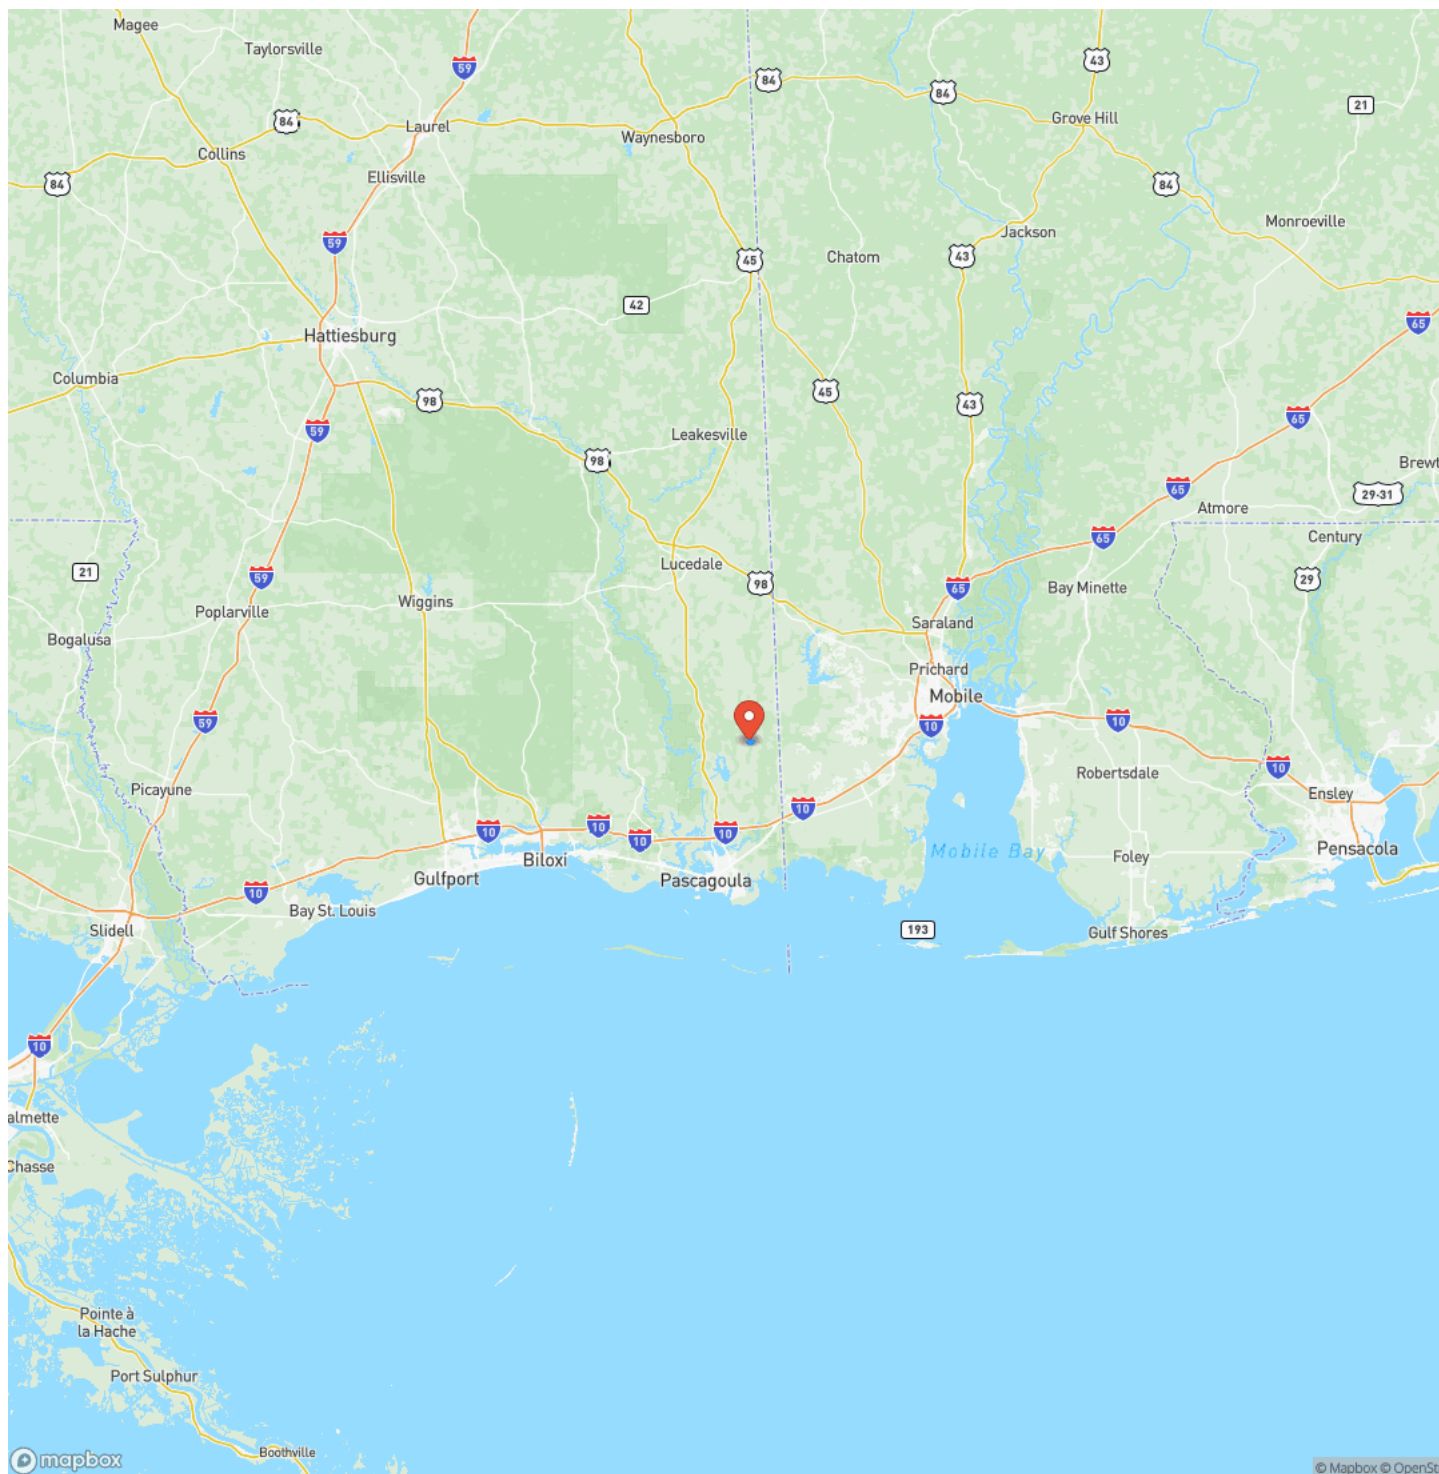 Magee
Taylorsville
59
84
43
84
84
21
Laurel
Grove Hill
Waynesboro
Collins
Ellisville
84
84
Monroeville
59
Jackson
Chatom
43
45
42
65
Hattiesburg
Columbia
98
45
43
65
59
Leakesville
98
Brewt
65
29-31
Atmore
65
Century
21
Lucedale
59
98
29
65
Bay Minette
Wiggins
Poplarville
Saraland
Bogalusa
Prichard
Mobile
59
10
10
10
Robertsdale
Picayune
Ensley
10
10
10
10
10
Mobile Bay
Pensacola
Biloxi
Foley
Gulfport
Pascagoula
10
Bay St. Louis
Slidell
193
Gulf Shores
10
almette
Chasse
Pointe à
la Hache
Port Sulphur
Boothville
mapbox
© Mapbox © OpenSt